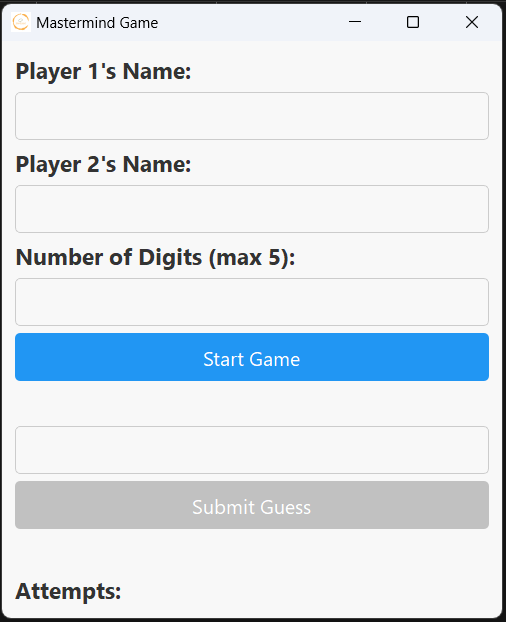 Mastermind Game
Player 1's Name:
Player 2's Name:
Number of Digits (max 5):
Start Game
Submit Guess
Attempts: